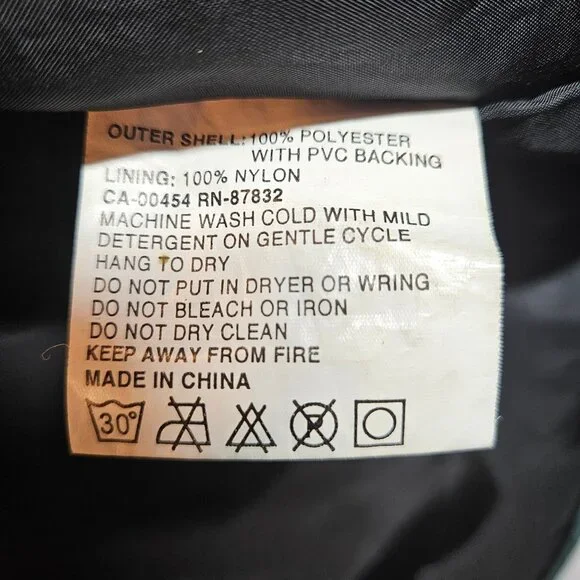 OUTER SHELL: 100% POLYESTER
WITH PVC BACKING
LINING: 100% NYLON
CA-00454 RN-87832
MACHINE WASH COLD WITH MILD
DETERGENT ON GENTLE CYCLE
HANG TO DRY
DO NOT PUT IN DRYER OR WRING
DO NOT BLEACH OR IRON
DO NOT DRY CLEAN
KEEP AWAY FROM FIRE
MADE IN CHINA
30° P